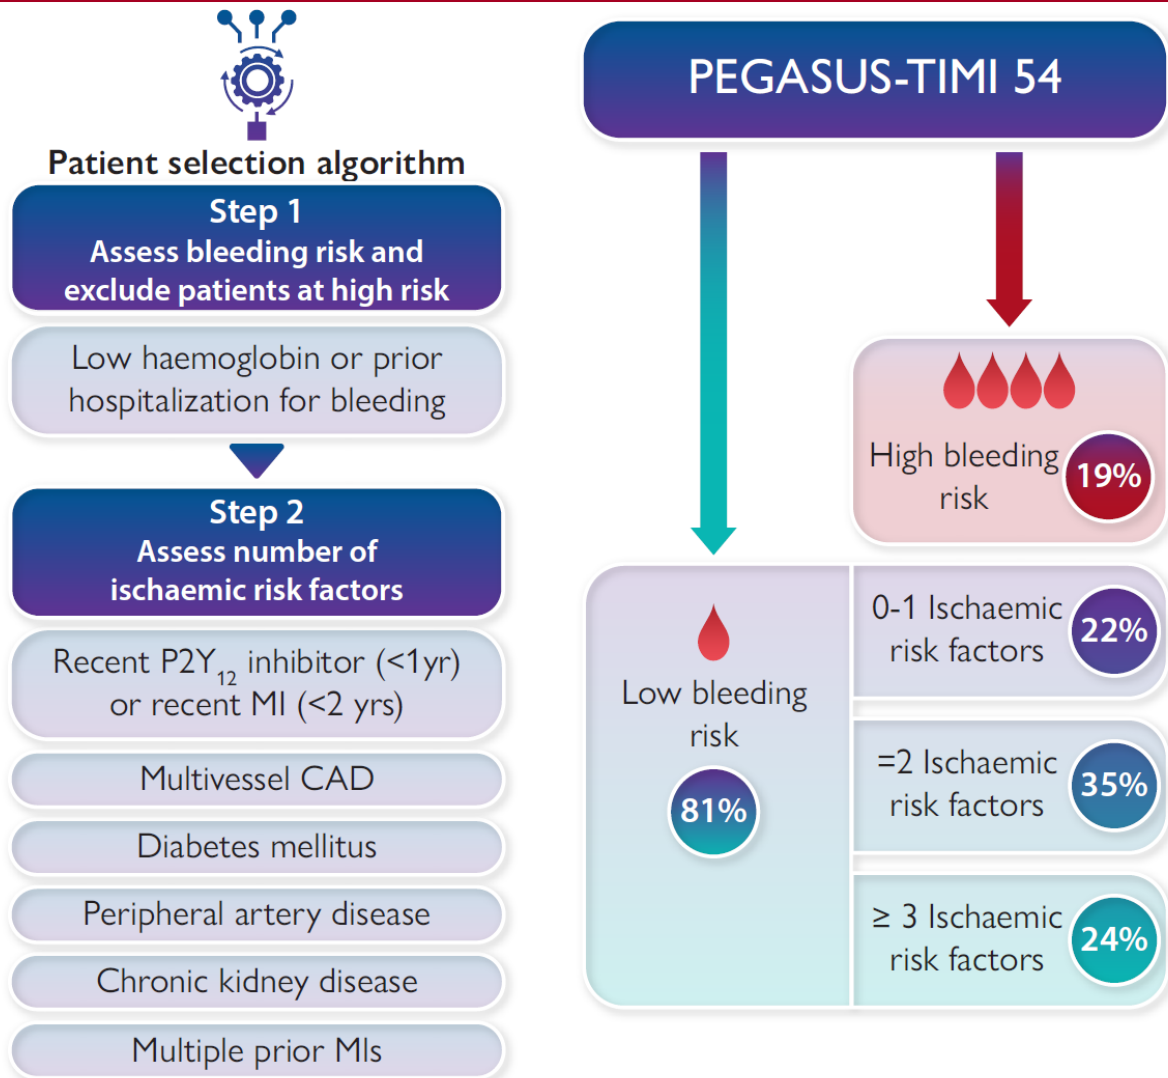 Patient selection algorithm
Step 1
Assess bleeding risk and
exclude patients at high risk
Low haemoglobin or prior
hospitalization for bleeding
Step 2
Assess number of
ischaemic risk factors
Recent P2Y₁₂ inhibitor (<1yr)
or recent MI (<2 yrs)
Multivessel CAD
Diabetes mellitus
Peripheral artery disease
Chronic kidney disease
Multiple prior MIs
PEGASUS-TIMI 54
High bleeding
risk
19%
Low bleeding
risk
81%
0-1 Ischaemic
risk factors
22%
=2 Ischaemic
risk factors
35%
≥ 3 Ischaemic
risk factors
24%